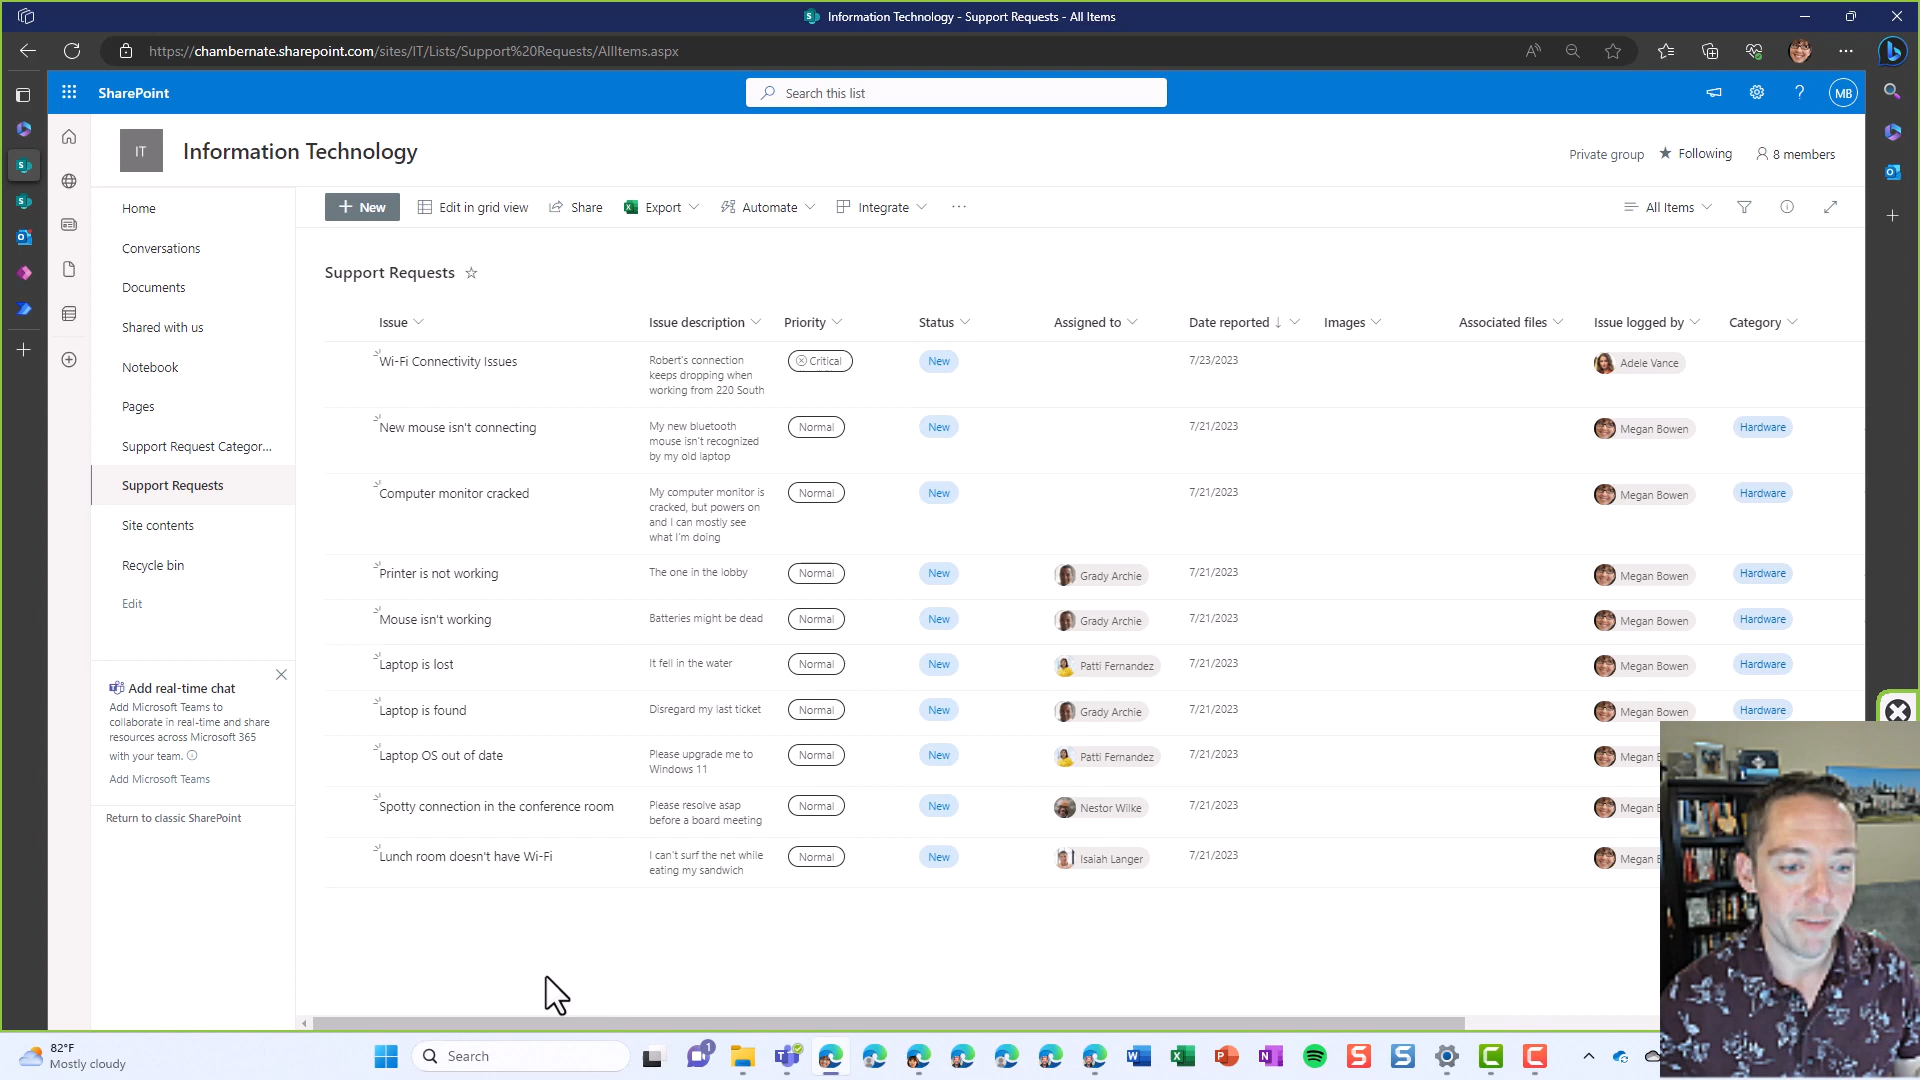 Information Technology - Support Requests - All Items
https://chambernate.sharepoint.com/sites/IT/Lists/Support%20Requests/AllItems.aspx
SharePoint
Search this list
MB
IT
Information Technology
Private group
Following
8 members
Home
Conversations
Documents
Shared with us
Notebook
Pages
Support Request Categor...
Support Requests
Site contents
Recycle bin
Edit
Add real-time chat
Add Microsoft Teams to
collaborate in real-time and share
resources across Microsoft 365
with your team.
Add Microsoft Teams
Return to classic SharePoint
New
Edit in grid view
Share
Export
Automate
Integrate
All Items
Support Requests
Issue Issue description Priority Status Assigned to Date reported Images Associated files Issue logged by Category
Wi-Fi Connectivity Issues
Robert's connection
keeps dropping when
working from 220 South
Critical
New
7/23/2023
Adele Vance
New mouse isn't connecting
My new bluetooth
mouse isn't recognized
by my old laptop
Normal
New
7/21/2023
Megan Bowen
Hardware
Computer monitor cracked
My computer monitor is
cracked, but powers on
and I can mostly see
what I'm doing
Normal
New
7/21/2023
Megan Bowen
Hardware
Printer is not working
The one in the lobby
Normal
New
Grady Archie
7/21/2023
Megan Bowen
Hardware
Mouse isn't working
Batteries might be dead
Normal
New
Grady Archie
7/21/2023
Megan Bowen
Hardware
Laptop is lost
It fell in the water
Normal
New
Patti Fernandez
7/21/2023
Megan Bowen
Hardware
Laptop is found
Disregard my last ticket
Normal
New
Grady Archie
7/21/2023
Megan Bowen
Hardware
Laptop OS out of date
Please upgrade me to
Windows 11
Normal
New
Patti Fernandez
7/21/2023
Megan B
Spotty connection in the conference room
Please resolve asap
before a board meeting
Normal
New
Nestor Wilke
7/21/2023
Megan B
Lunch room doesn't have Wi-Fi
I can't surf the net while
eating my sandwich
Normal
New
Isaiah Langer
7/21/2023
Megan B
82°F
Mostly cloudy
Search
1